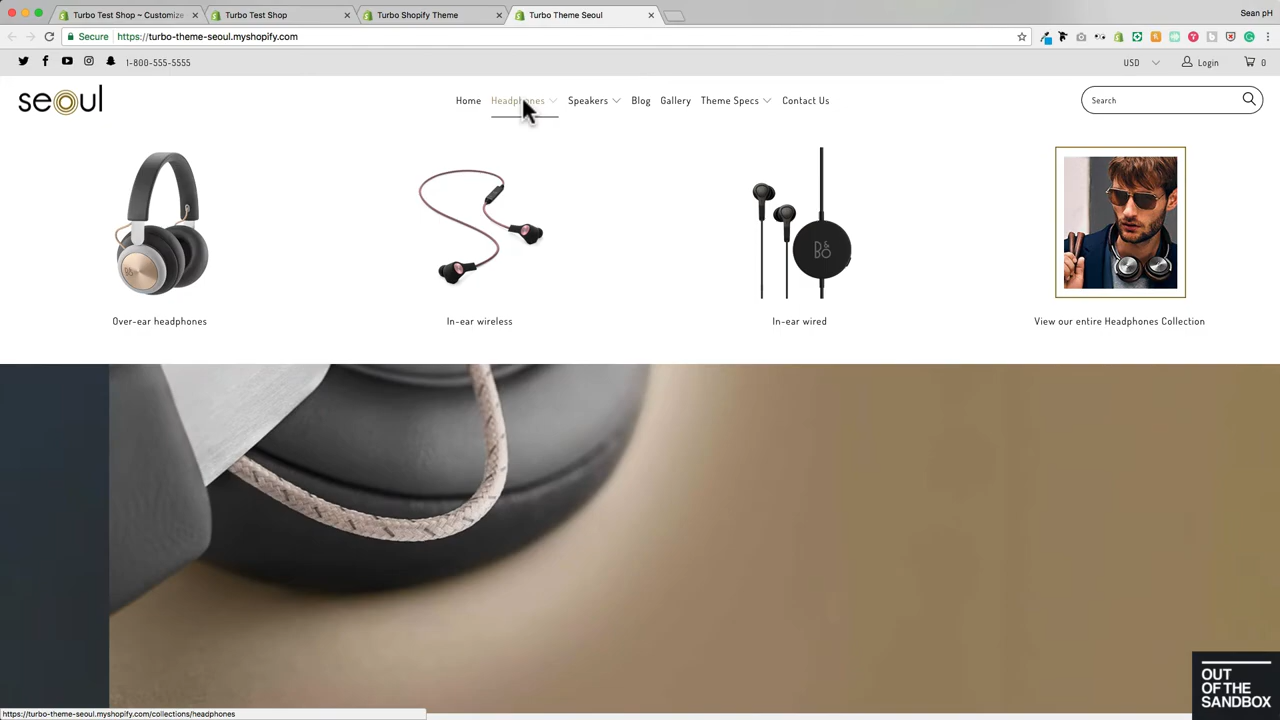 Turbo Test Shop ~ Customize
Turbo Test Shop
Turbo Shopify Theme
Turbo Theme Seoul
Sean pH
Secure
https://turbo-theme-seoul.myshopify.com
1-800-555-5555
USD
Login
0
seoul
Home
Headphones
Speakers
Blog
Gallery
Theme Specs
Contact Us
Search
B&O
B&O
Over-ear headphones
In-ear wireless
In-ear wired
View our entire Headphones Collection
OUT
OF THE
SANDBOX
https://turbo-theme-seoul.myshopify.com/collections/headphones